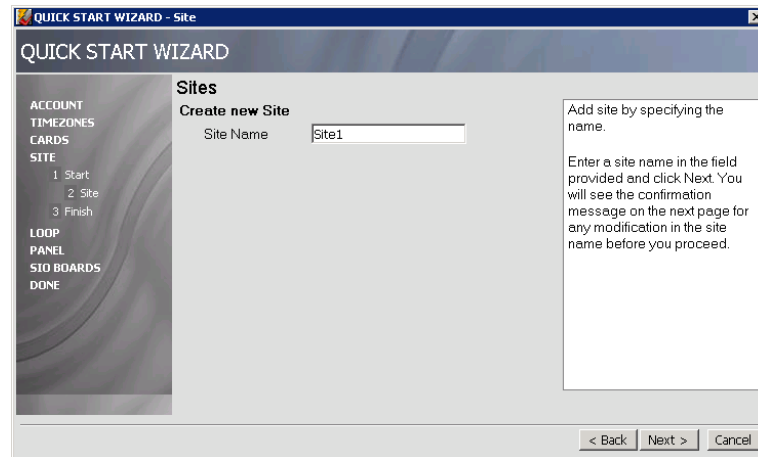 QUICK START WIZARD - Site
QUICK START WIZARD
ACCOUNT
TIMEZONES
CARDS
SITE
1 Start
2 Site
3 Finish
LOOP
PANEL
SIO BOARDS
DONE
Sites
Create new Site
Site Name Site1
Add site by specifying the
name.
Enter a site name in the field
provided and click Next. You
will see the confirmation
message on the next page for
any modification in the site
name before you proceed.
< Back Next > Cancel